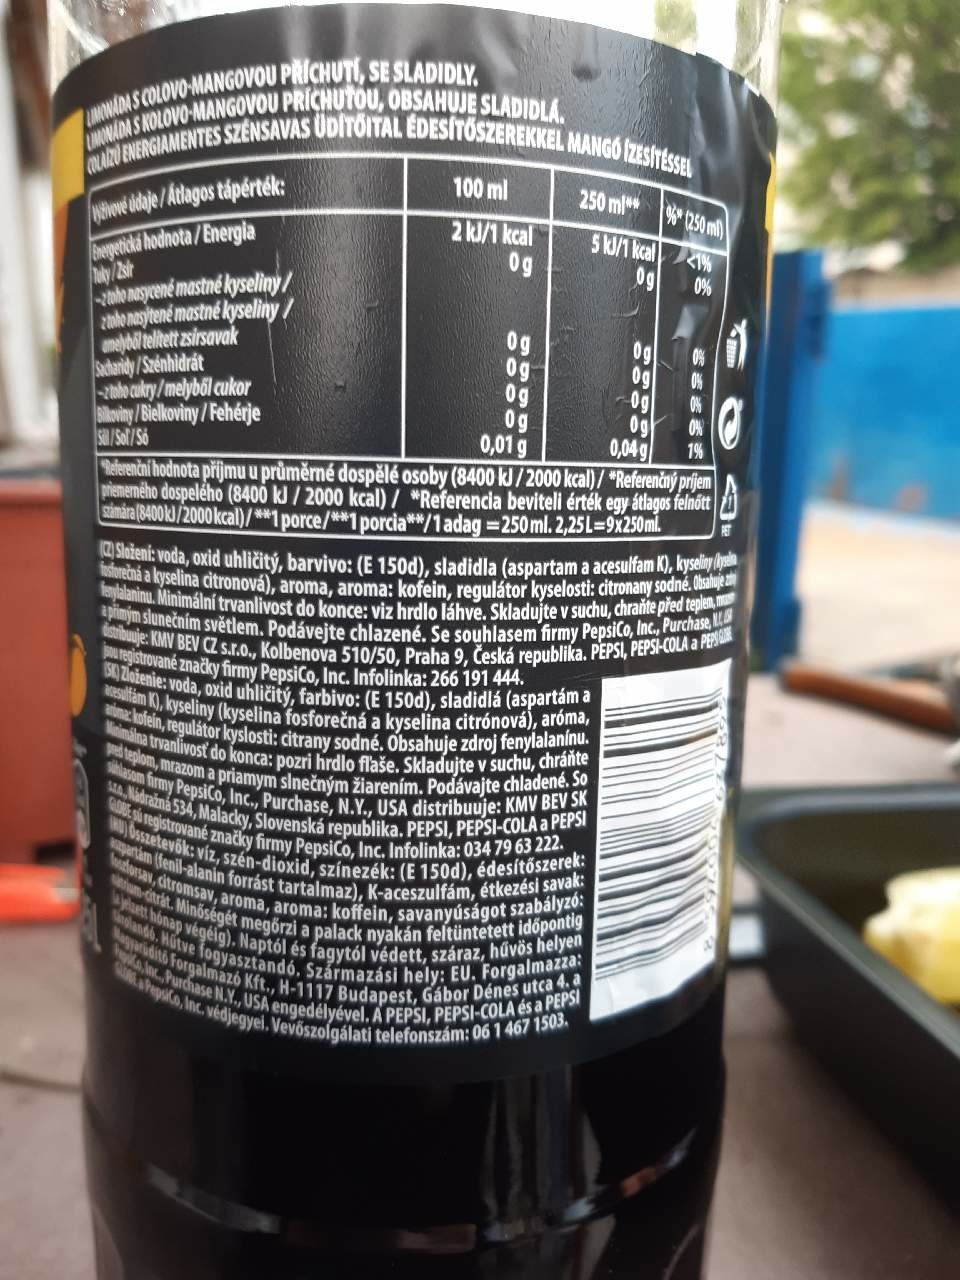 LIMONÁDA S COLOVO-MANGOVOU PŘÍCHUTÍ, SE SLADIDLY.
LIMONÁDA S KOLOVO-MANGOVOU PRÍCHUŤOU, OBSAHUJE SLADIDLÁ.
COLAÍZŰ ENERGIAMENTES SZÉNSAVAS ÜDÍTŐITAL ÉDESÍTŐSZEREKKEL MANGÓ ÍZESÍTÉSSEL
Výživové údaje / Átlagos tápérték: 100 ml 250 ml** %* (250 ml)
Energetická hodnota / Energia 2 kJ/1 kcal 5 kJ/1 kcal <1%
Tuky / Zsír 0 g 0 g 0%
– z toho nasycené mastné kyseliny /
z toho nasýtené mastné kyseliny /
amelyből telített zsírsavak 0 g 0 g 0%
Sacharidy / Szénhidrát 0 g 0 g 0%
– z toho cukry / melyből cukor 0 g 0 g 0%
Bílkoviny / Bielkoviny / Fehérje 0 g 0 g 0%
Sůl / Soľ / Só 0,01 g 0,04 g 1%
*Referenční hodnota příjmu u průměrné dospělé osoby (8400 kJ / 2000 kcal) / *Referenčný príjem
priemerného dospelého (8400 kJ / 2000 kcal) / *Referencia beviteli érték egy átlagos felnőtt
számára (8400 kJ / 2000 kcal) / **1 porce / **1 porcia**/ 1 adag = 250 ml. 2,25L=9x250 ml.
1
PET
(CZ) Složení: voda, oxid uhličitý, barvivo: (E 150d), sladidla (aspartam a acesulfam K), kyseliny (kyselina
fosforečná a kyselina citronová), aroma, aroma: kofein, regulátor kyselosti: citronany sodné. Obsahuje zdroj
fenylalaninu. Minimální trvanlivost do konce: viz hrdlo láhve. Skladujte v suchu, chraňte před teplem, mrazem
a přímým slunečním světlem. Podávejte chlazené. Se souhlasem firmy PepsiCo, Inc., Purchase, N.Y., USA
distribuuje: KMV BEV CZ s.r.o., Kolbenova 510/50, Praha 9, Česká republika. PEPSI, PEPSI-COLA a PEPSI GLOBE
jsou registrované značky firmy PepsiCo, Inc. Infolinka: 266 191 444.
(SK) Zloženie: voda, oxid uhličitý, farbivo: (E 150d), sladidlá (aspartám a
acesulfám K), kyseliny (kyselina fosforečná a kyselina citrónová), aróma,
aróma: kofeín, regulátor kyslosti: citrany sodné. Obsahuje zdroj fenylalanínu.
Minimálna trvanlivosť do konca: pozri hrdlo fľaše. Skladujte v suchu, chráňte
pred teplom, mrazom a priamym slnečným žiarením. Podávajte chladené. So
súhlasom firmy PepsiCo, Inc., Purchase, N.Y., USA distribuuje: KMV BEV SK
s.r.o., Nádražná 534, Malacky, Slovenská republika. PEPSI, PEPSI-COLA a PEPSI
GLOBE sú registrované značky firmy PepsiCo, Inc. Infolinka: 034 79 63 222.
(HU) Összetevők: víz, szén-dioxid, színezék: (E 150d), édesítőszerek:
aszpartám (fenil-alanin forrást tartalmaz), K-aceszulfám, étkezési savak:
foszforsav, citromsav, aroma, aroma: koffein, savanyúságot szabályzó:
nátrium-citrát. Minőségét megőrzi a palack nyakán feltüntetett időpontig
(a jelzett hónap végéig). Naptól és fagytól védett, száraz, hűvös helyen
tárolandó. Hűtve fogyasztandó. Származási hely: EU. Forgalmazza:
Magyarüdítő Forgalmazó Kft., H-1117 Budapest, Gábor Dénes utca 4. a
PepsiCo, Inc., Purchase N.Y., USA engedélyével. A PEPSI, PEPSI-COLA és a PEPSI
GLOBE a PepsiCo, Inc. védjegyei. Vevőszolgálati telefonszám: 06 1 467 1503.